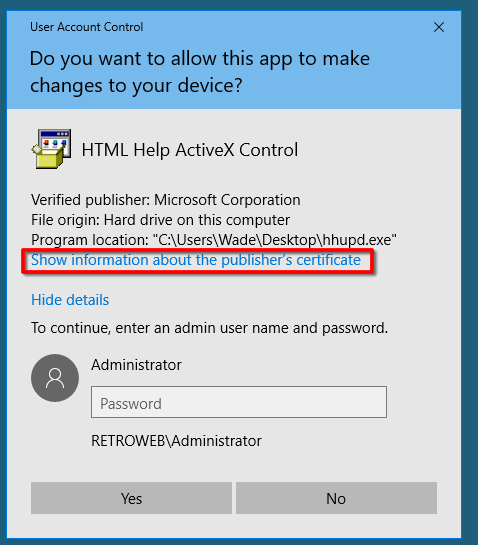 User Account Control
Do you want to allow this app to make
changes to your device?
HTML Help ActiveX Control
Verified publisher: Microsoft Corporation
File origin: Hard drive on this computer
Program location: "C:\Users\Wade\Desktop\hhupd.exe"
Show information about the publisher's certificate
Hide details
To continue, enter an admin user name and password.
Administrator
Password
RETROWEB\Administrator
Yes
No